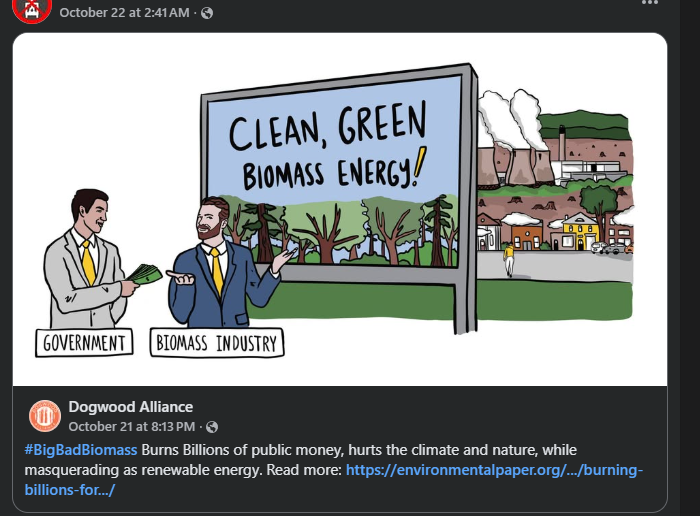 October 22 at 2:41 AM ·
CLEAN, GREEN
BIOMASS ENERGY!
GOVERNMENT
BIOMASS INDUSTRY
Dogwood Alliance
October 21 at 8:13 PM ·
#BigBadBiomass Burns Billions of public money, hurts the climate and nature, while
masquerading as renewable energy. Read more: https://environmentalpaper.org/.../burning-
billions-for.../